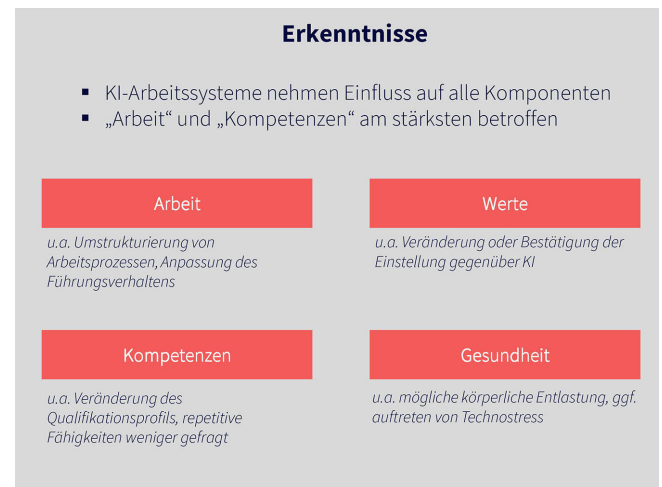 Erkenntnisse
▪ KI-Arbeitssysteme nehmen Einfluss auf alle Komponenten
▪ „Arbeit“ und „Kompetenzen“ am stärksten betroffen
Arbeit
u.a. Umstrukturierung von
Arbeitsprozessen, Anpassung des
Führungsverhaltens
Werte
u.a. Veränderung oder Bestätigung der
Einstellung gegenüber KI
Kompetenzen
u.a. Veränderung des
Qualifikationsprofils, repetitive
Fähigkeiten weniger gefragt
Gesundheit
u.a. mögliche körperliche Entlastung, ggf.
auftreten von Technostress